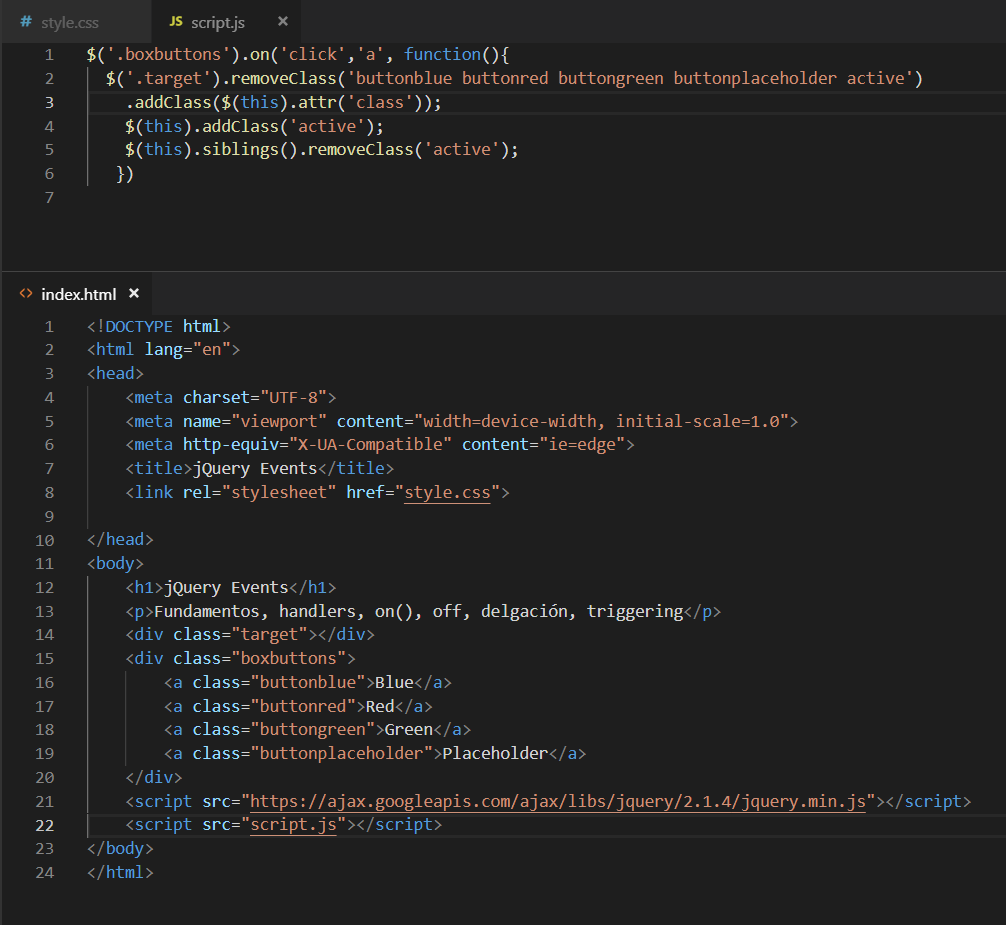 # style.css JS script.js ×
1 $('.boxbuttons').on('click','a', function(){
2 $('.target').removeClass('buttonblue buttonred buttongreen buttonplaceholder active')
3 .addClass($(this).attr('class'));
4 $(this).addClass('active');
5 $(this).siblings().removeClass('active');
6 })
7
<> index.html ×
1 <!DOCTYPE html>
2 <html lang="en">
3 <head>
4 <meta charset="UTF-8">
5 <meta name="viewport" content="width=device-width, initial-scale=1.0">
6 <meta http-equiv="X-UA-Compatible" content="ie=edge">
7 <title>jQuery Events</title>
8 <link rel="stylesheet" href="style.css">
9
10 </head>
11 <body>
12 <h1>jQuery Events</h1>
13 <p>Fundamentos, handlers, on(), off, delgación, triggering</p>
14 <div class="target"></div>
15 <div class="boxbuttons">
16 <a class="buttonblue">Blue</a>
17 <a class="buttonred">Red</a>
18 <a class="buttongreen">Green</a>
19 <a class="buttonplaceholder">Placeholder</a>
20 </div>
21 <script src="https://ajax.googleapis.com/ajax/libs/jquery/2.1.4/jquery.min.js"></script>
22 <script src="script.js"></script>
23 </body>
24 </html>